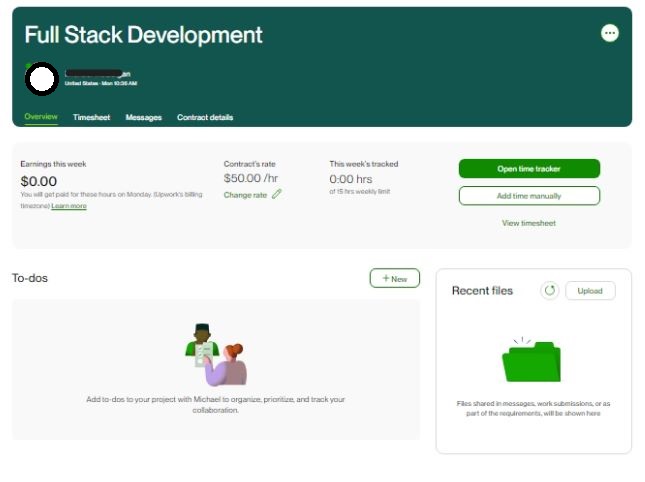 Full Stack Development
an
United States - Mon 10:36 AM
Overview Timesheet Messages Contract details
Earnings this week
$0.00
You will get paid for these hours on Monday. (Upwork's billing
timezone) Learn more
Contract's rate
$50.00 /hr
Change rate
This week's tracked
0:00 hrs
of 15 hrs weekly limit
Open time tracker
Add time manually
View timesheet
To-dos
+ New
Add to-dos to your project with Michael to organize, prioritize, and track your
collaboration.
Recent files
Upload
Files shared in messages, work submissions, or as
part of the requirements, will be shown here